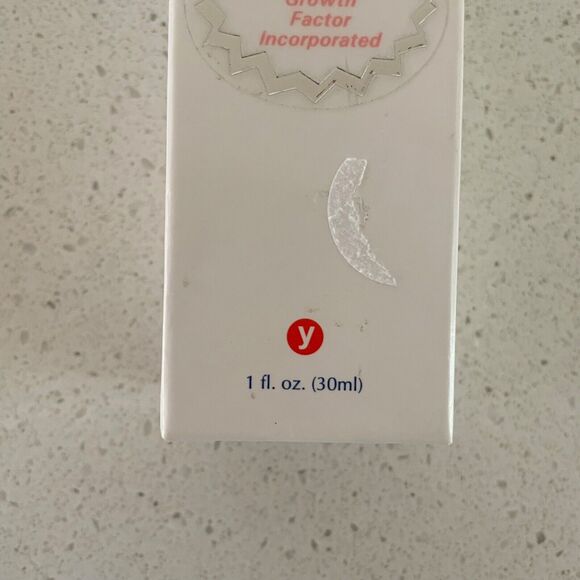 Growth
Factor
Incorporated
y
1 fl. oz. (30ml)